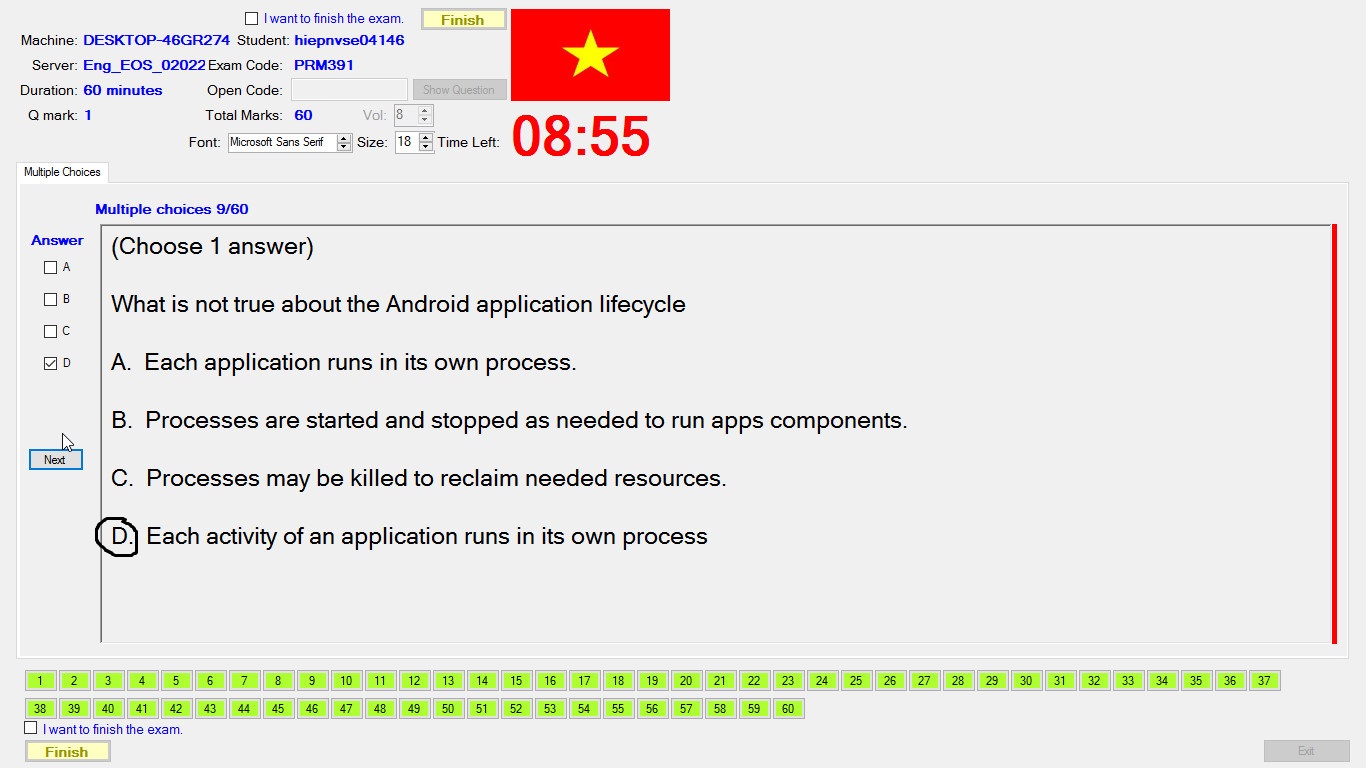 I want to finish the exam. Finish
Machine: DESKTOP-46GR274 Student: hiepnvse04146
Server: Eng_EOS_02022 Exam Code: PRM391
Duration: 60 minutes Open Code: Show Question
Q mark: 1 Total Marks: 60 Vol: 8
Font: Microsoft Sans Serif Size: 18 Time Left: 08:55
Multiple Choices
Multiple choices 9/60
Answer
A
B
C
D
Next
(Choose 1 answer)
What is not true about the Android application lifecycle
A. Each application runs in its own process.
B. Processes are started and stopped as needed to run apps components.
C. Processes may be killed to reclaim needed resources.
D. Each activity of an application runs in its own process
1 2 3 4 5 6 7 8 9 10 11 12 13 14 15 16 17 18 19 20 21 22 23 24 25 26 27 28 29 30 31 32 33 34 35 36 37
38 39 40 41 42 43 44 45 46 47 48 49 50 51 52 53 54 55 56 57 58 59 60
I want to finish the exam.
Finish Exit